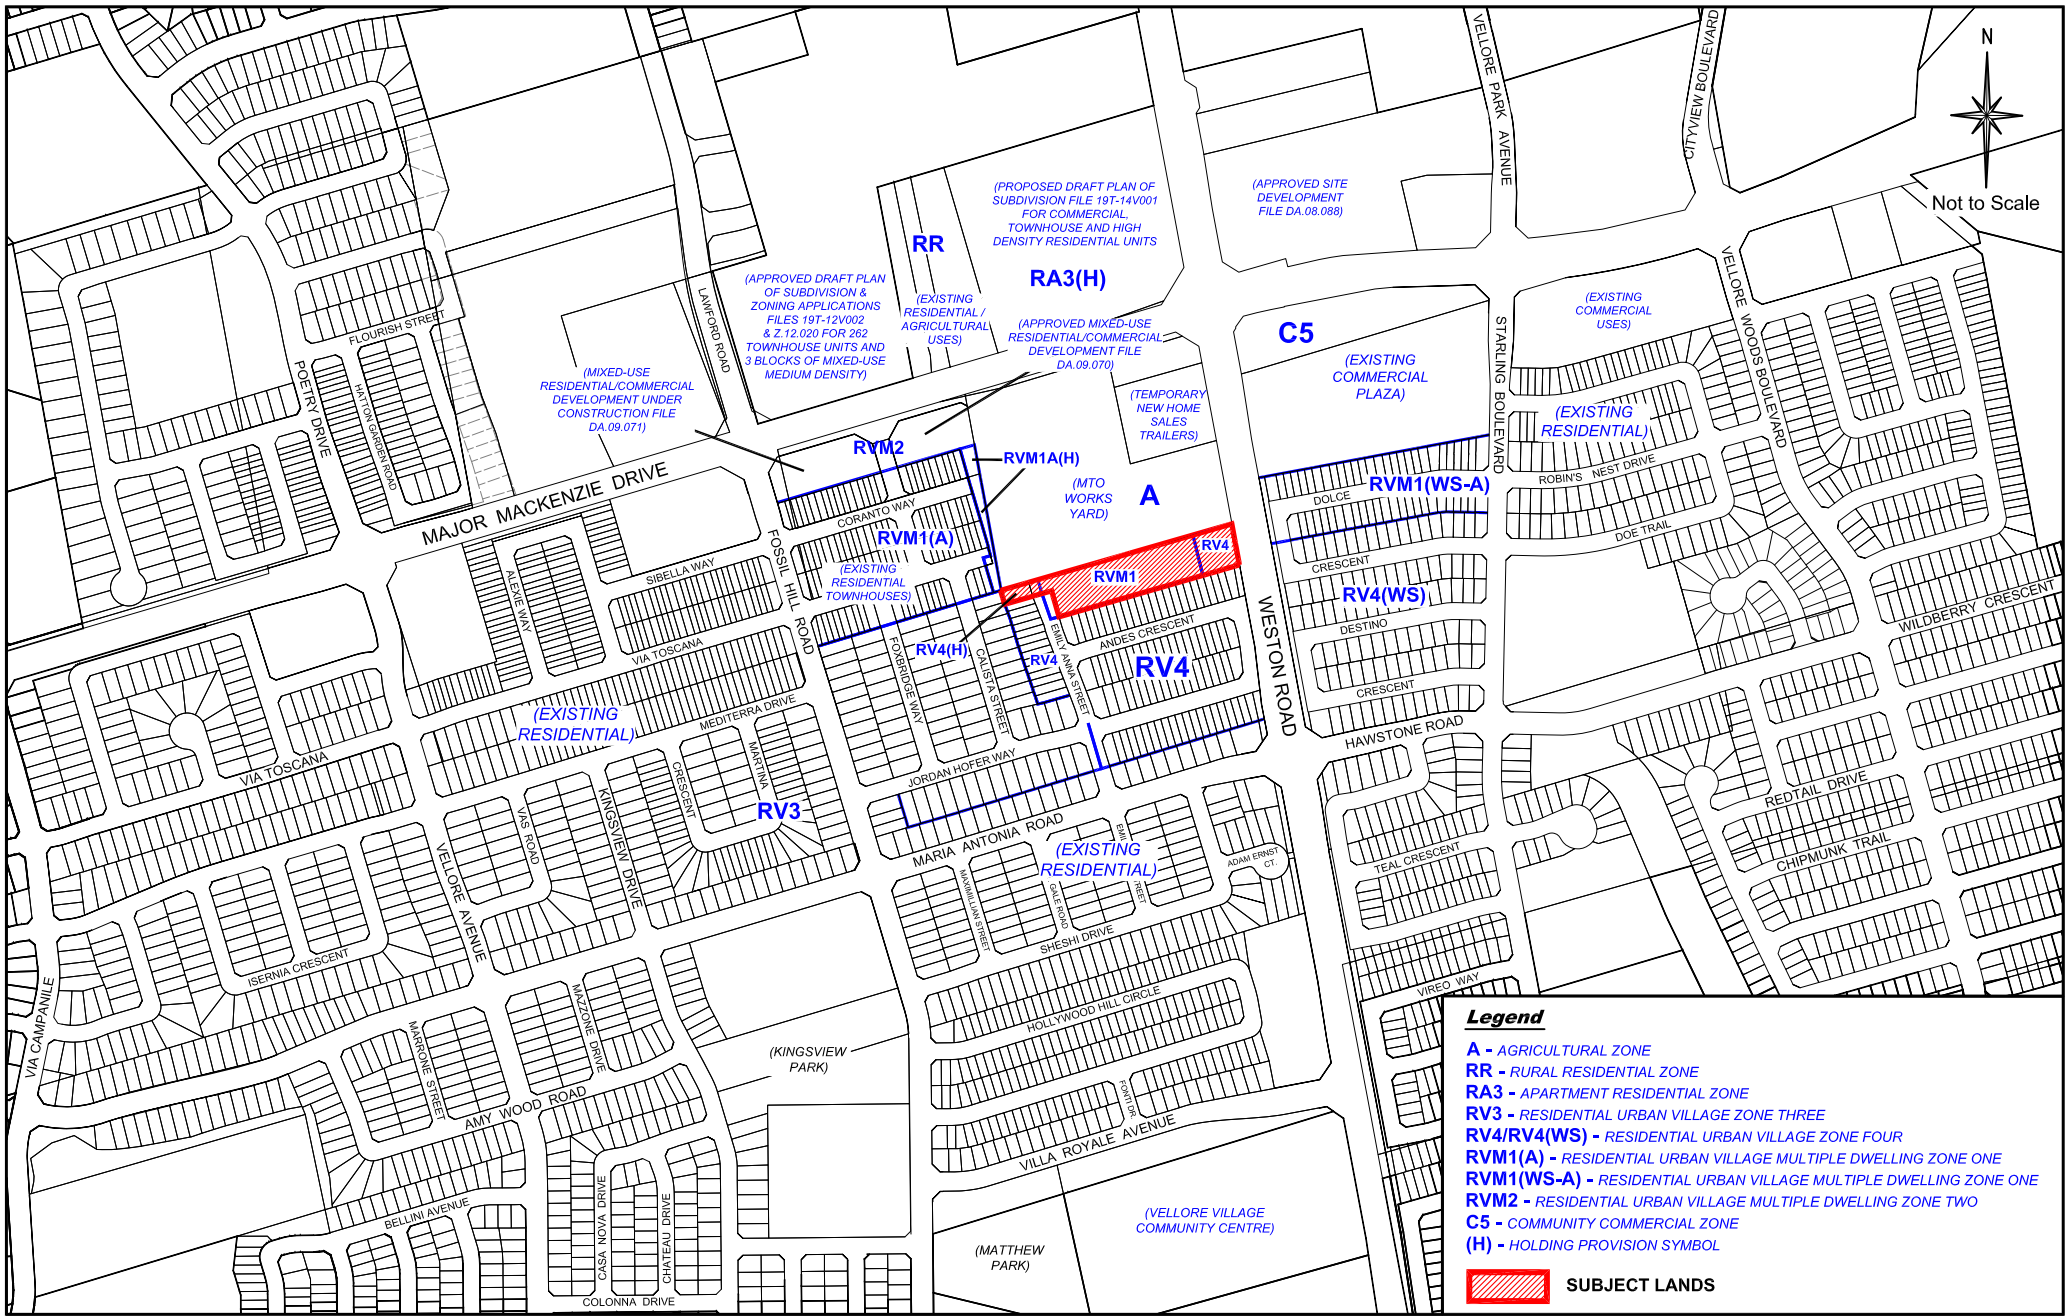 VELLORE PARK AVENUE
CITYVIEW BOULEVARD
N
Not to Scale
(PROPOSED DRAFT PLAN OF
SUBDIVISION FILE 19T-14V001
FOR COMMERCIAL,
TOWNHOUSE AND HIGH
DENSITY RESIDENTIAL UNITS
(APPROVED SITE
DEVELOPMENT
FILE DA.08.088)
RR
RA3(H)
(APPROVED DRAFT PLAN
OF SUBDIVISION &
ZONING APPLICATIONS
FILES 19T-12V002
& Z.12.020 FOR 262
TOWNHOUSE UNITS AND
3 BLOCKS OF MIXED-USE
MEDIUM DENSITY)
(EXISTING
RESIDENTIAL /
AGRICULTURAL
USES)
(APPROVED MIXED-USE
RESIDENTIAL/COMMERCIAL
DEVELOPMENT FILE
DA.09.070)
C5
(EXISTING
COMMERCIAL
PLAZA)
(EXISTING
COMMERCIAL
USES)
VELLORE WOODS BOULEVARD
STARLING BOULEVARD
LAWFORD ROAD
FLOURISH STREET
POETRY DRIVE
HATTON GARDEN ROAD
(MIXED-USE
RESIDENTIAL/COMMERCIAL
DEVELOPMENT UNDER
CONSTRUCTION FILE
DA.09.071)
(TEMPORARY
NEW HOME
SALES
TRAILERS)
(EXISTING
RESIDENTIAL)
RVM2
RVM1A(H)
MAJOR MACKENZIE DRIVE
(MTO
WORKS
YARD)
A
DOLCE
RVM1(WS-A)
ROBIN'S NEST DRIVE
DOE TRAIL
CORANTO WAY
RVM1(A)
FOSSIL HILL ROAD
(EXISTING
RESIDENTIAL
TOWNHOUSES)
SIBELLA WAY
ALEXIE WAY
VIA TOSCANA
RVM1
RV4
CRESCENT
RV4(WS)
DESTINO
CRESCENT
WILDBERRY CRESCENT
WESTON ROAD
ANDES CRESCENT
EMILY ANNA STREET
RV4(H)
RV4
RV4
FOXBRIDGE WAY
CALISTA STREET
(EXISTING
RESIDENTIAL)
MEDITERRA DRIVE
MARTINA
CRESCENT
RV3
JORDAN HOFER WAY
HAWSTONE ROAD
VIA TOSCANA
VAS ROAD
KINGSVIEW DRIVE
VELLORE AVENUE
MARIA ANTONIA ROAD
(EXISTING
RESIDENTIAL)
EMIL
REET
ADAM ERNST
CT.
TEAL CRESCENT
REDTAIL DRIVE
CHIPMUNK TRAIL
MAXIMILLIAN STREET
GALE ROAD
SHESHI DRIVE
ISERNIA CRESCENT
VIREO WAY
VIA CAMPANILE
MARRONE STREET
MAZZONE DRIVE
HOLLYWOOD HILL CIRCLE
(KINGSVIEW
PARK)
AMY WOOD ROAD
FONTI DR.
VILLA ROYALE AVENUE
BELLINI AVENUE
CASA NOVA DRIVE
CHATEAU DRIVE
COLONNA DRIVE
(MATTHEW
PARK)
(VELLORE VILLAGE
COMMUNITY CENTRE)
Legend
A - AGRICULTURAL ZONE
RR - RURAL RESIDENTIAL ZONE
RA3 - APARTMENT RESIDENTIAL ZONE
RV3 - RESIDENTIAL URBAN VILLAGE ZONE THREE
RV4/RV4(WS) - RESIDENTIAL URBAN VILLAGE ZONE FOUR
RVM1(A) - RESIDENTIAL URBAN VILLAGE MULTIPLE DWELLING ZONE ONE
RVM1(WS-A) - RESIDENTIAL URBAN VILLAGE MULTIPLE DWELLING ZONE ONE
RVM2 - RESIDENTIAL URBAN VILLAGE MULTIPLE DWELLING ZONE TWO
C5 - COMMUNITY COMMERCIAL ZONE
(H) - HOLDING PROVISION SYMBOL
SUBJECT LANDS